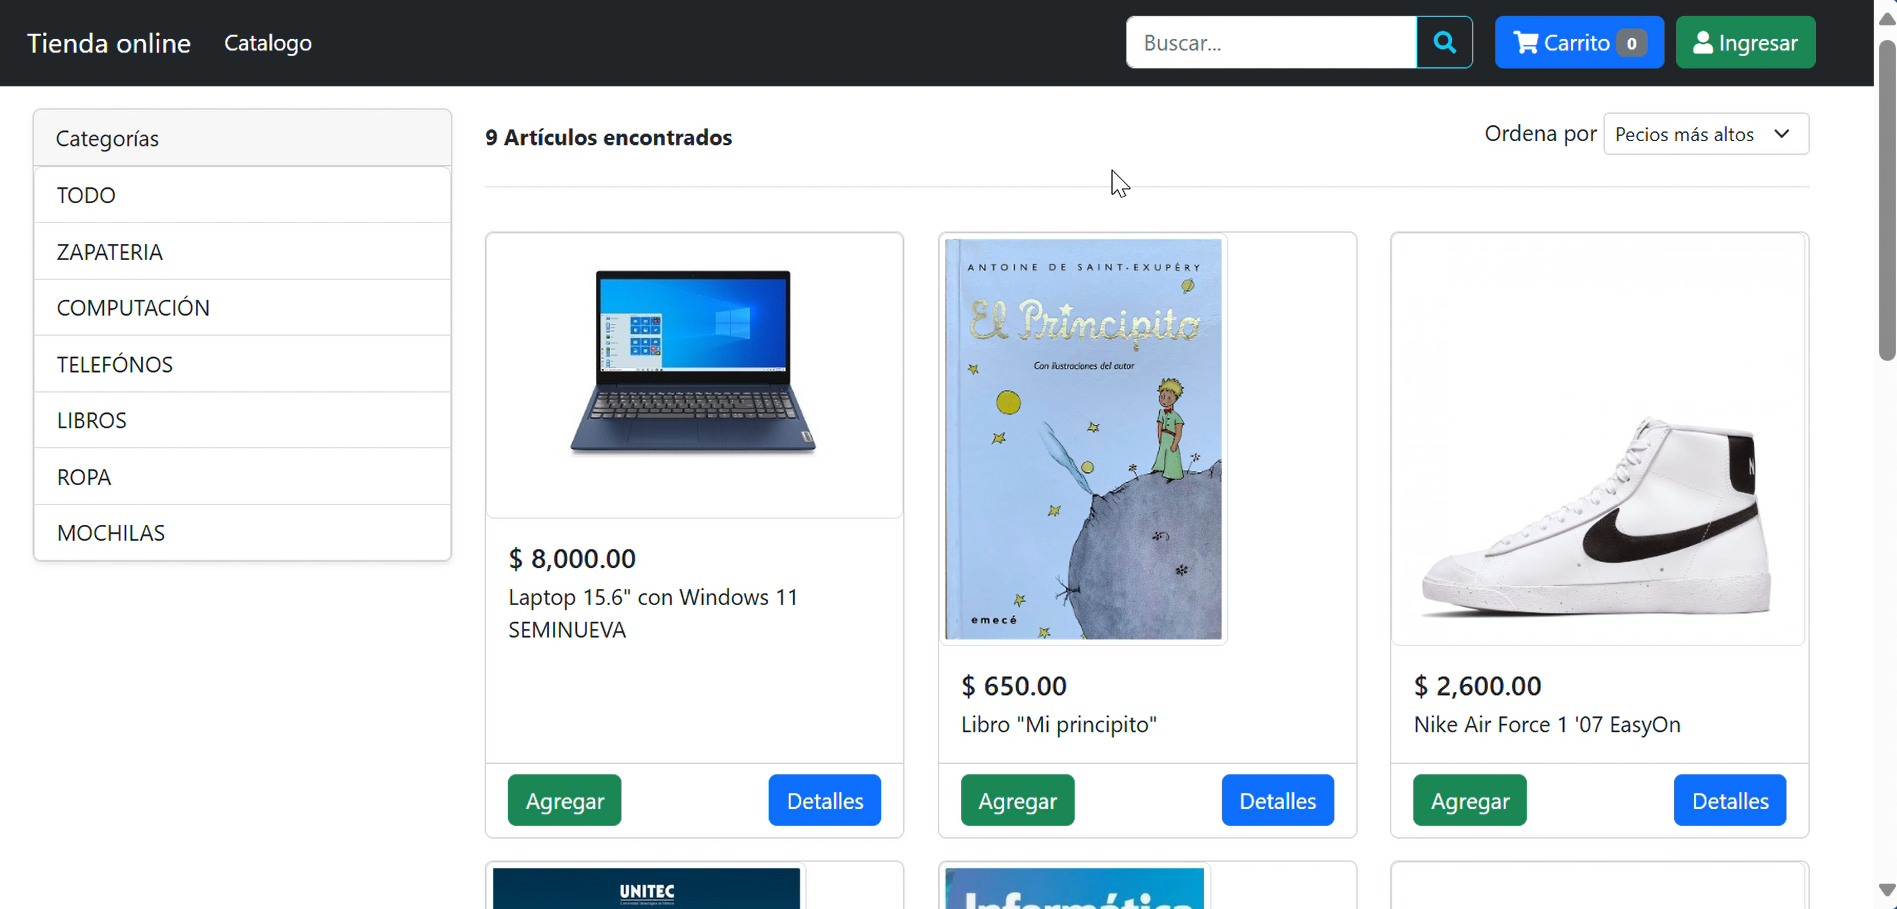 Tienda online
Catalogo
Buscar...
Carrito 0
Ingresar
Categorías
TODO
ZAPATERIA
COMPUTACIÓN
TELEFÓNOS
LIBROS
ROPA
MOCHILAS
9 Artículos encontrados
Ordena por
Pecios más altos
$ 8,000.00
Laptop 15.6" con Windows 11
SEMINUEVA
Agregar
Detalles
ANTOINE DE SAINT-EXUPÉRY
El Principito
Con ilustraciones del autor
emecé
$ 650.00
Libro "Mi principito"
Agregar
Detalles
$ 2,600.00
Nike Air Force 1 '07 EasyOn
Agregar
Detalles
UNITEC
Informática